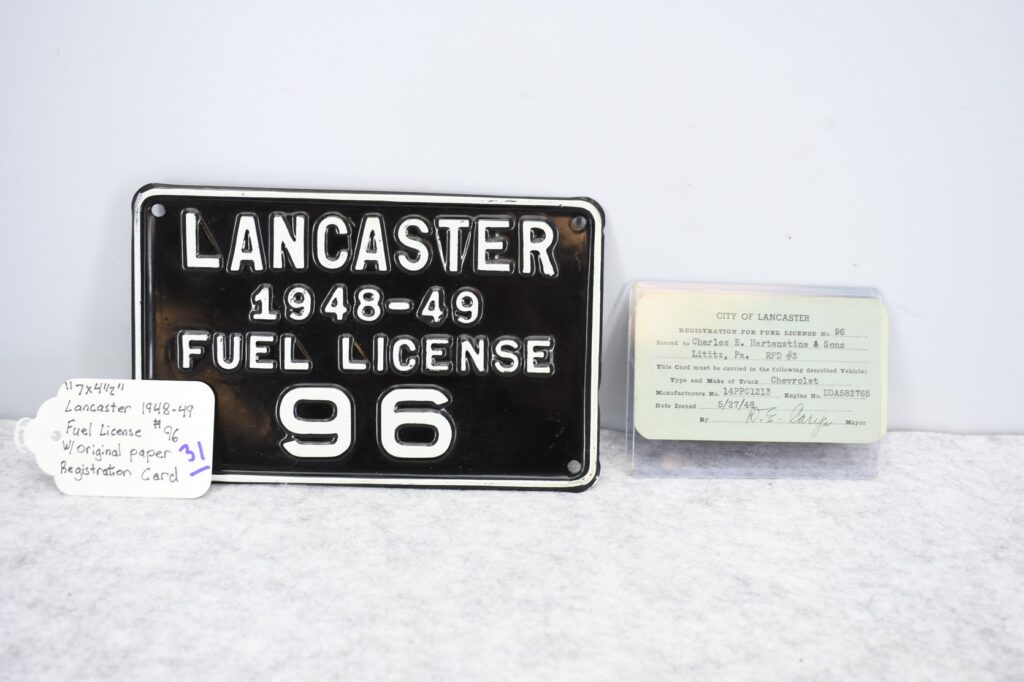 LANCASTER
1948-49
FUEL LICENSE
96
"7x4½"
Lancaster 1948-49
Fuel License #96
W/Original paper
Registration Card
31
CITY OF LANCASTER
REGISTRATION FOR FUEL LICENSE No. 96
Issued to Charles E. Hartenstine & Sons
Lititz, Pa. RFD #3
This Card must be carried in the following described Vehicle:
Type and Make of Truck Chevrolet
Manufacturers No. 14PPC1213 Engine No. DDA582765
Date Issued 5/27/48
By D. E. Cary Mayor